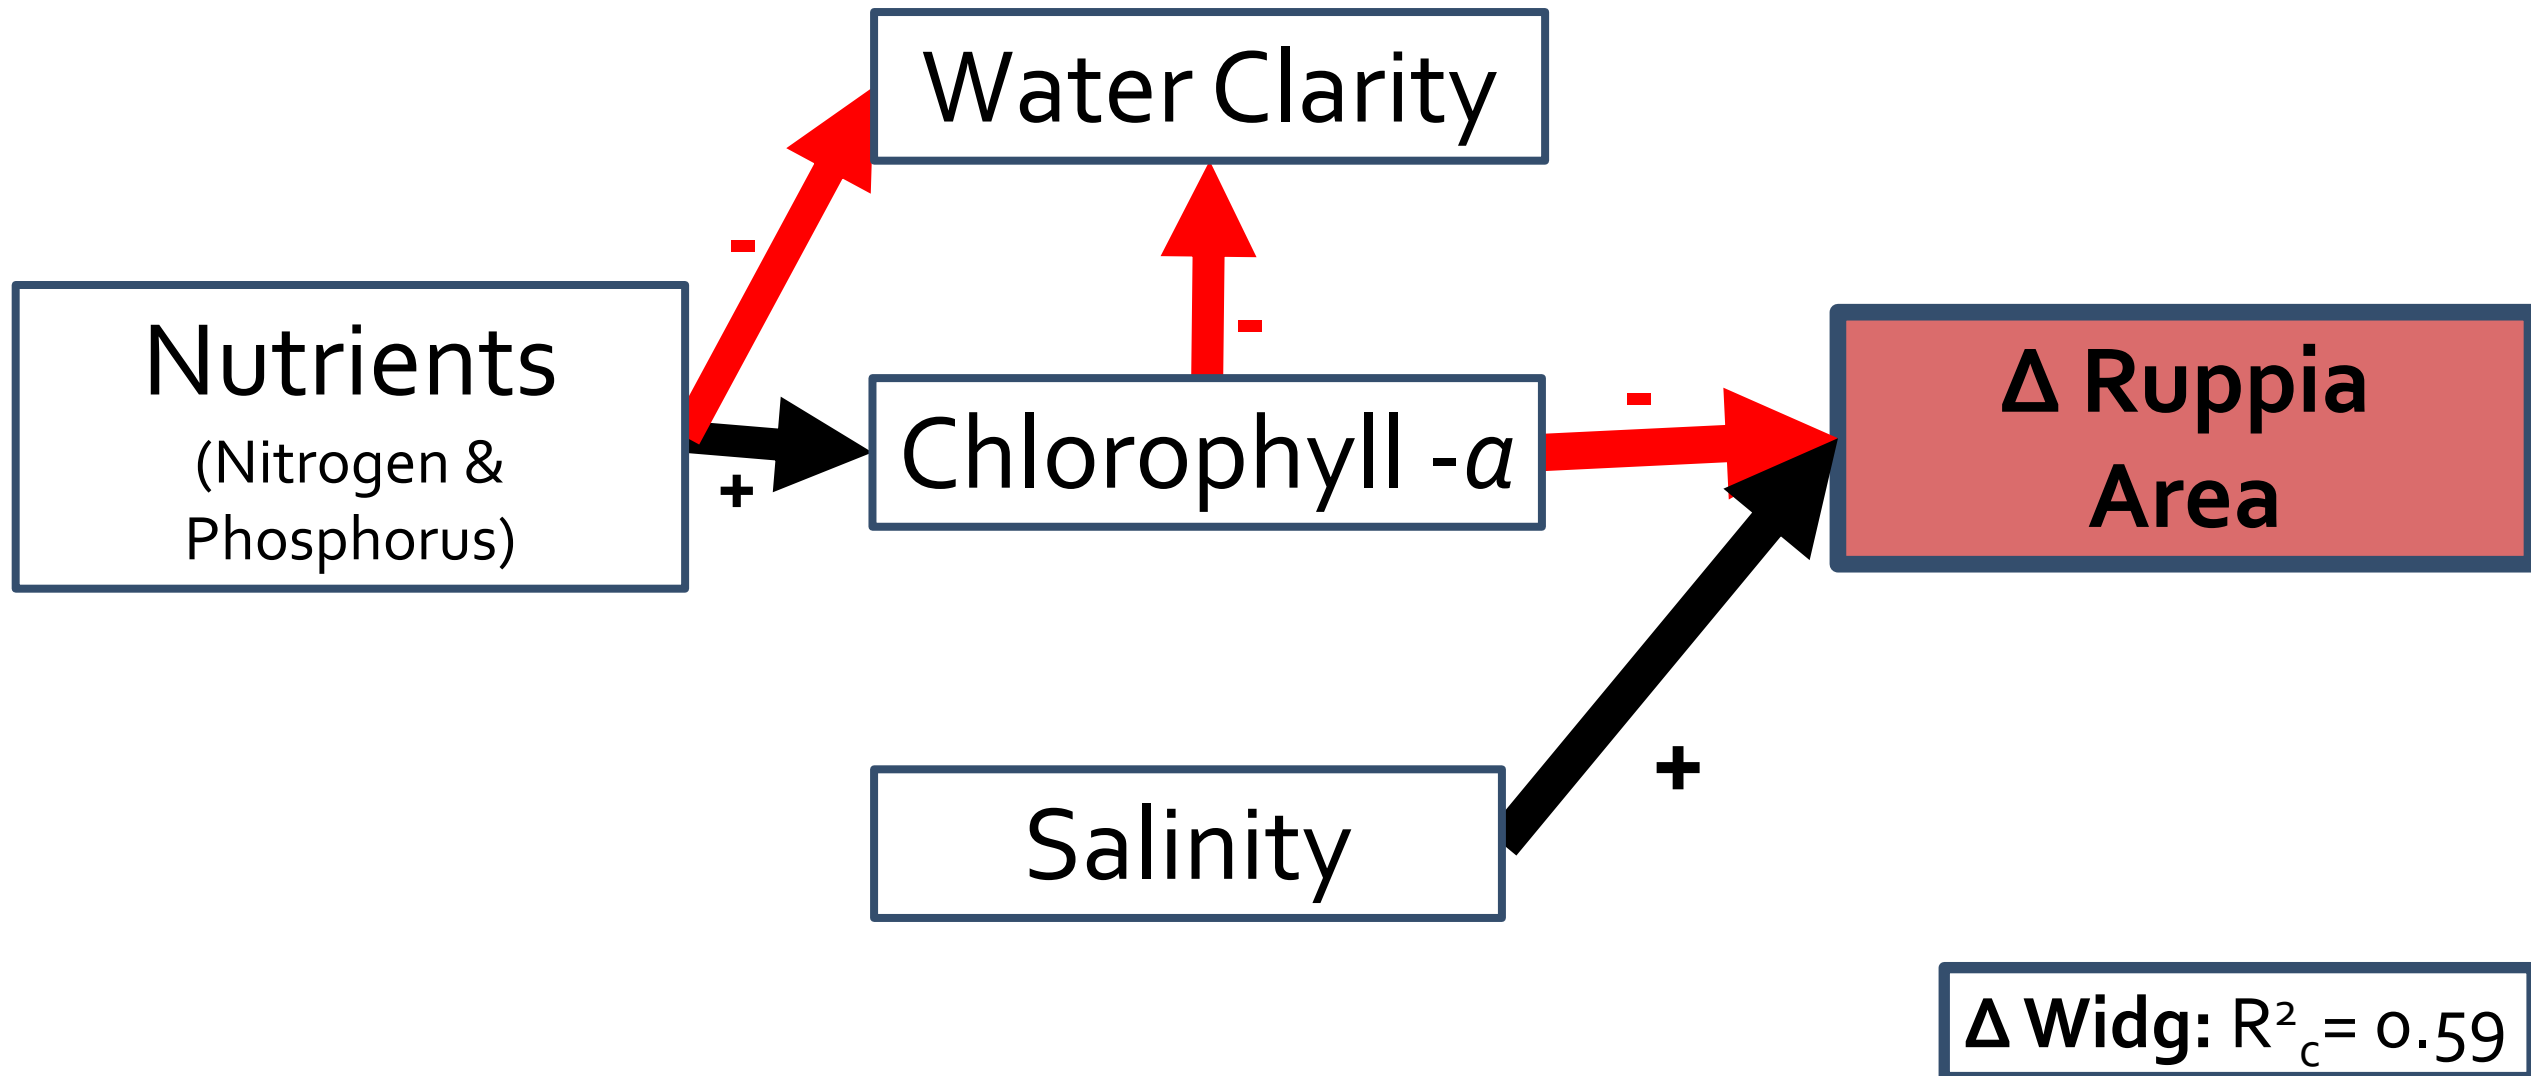 Water Clarity
-
-
Nutrients
(Nitrogen &
Phosphorus)
+
Chlorophyll -a
-
Δ Ruppia
Area
+
Salinity
Δ Widg: R²c= 0.59